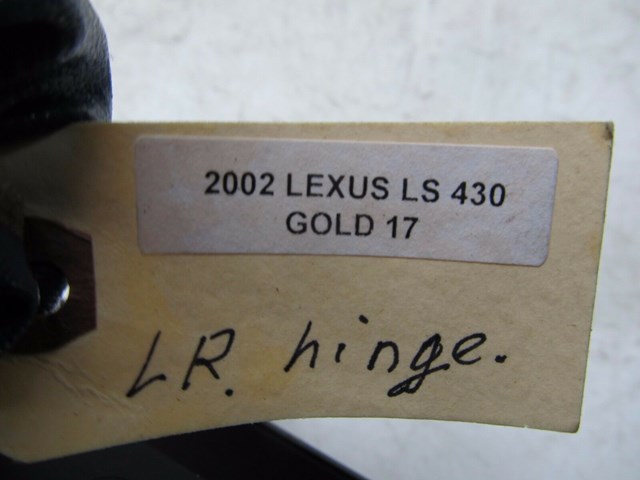 2002 LEXUS LS 430
GOLD 17
LR. hinge.